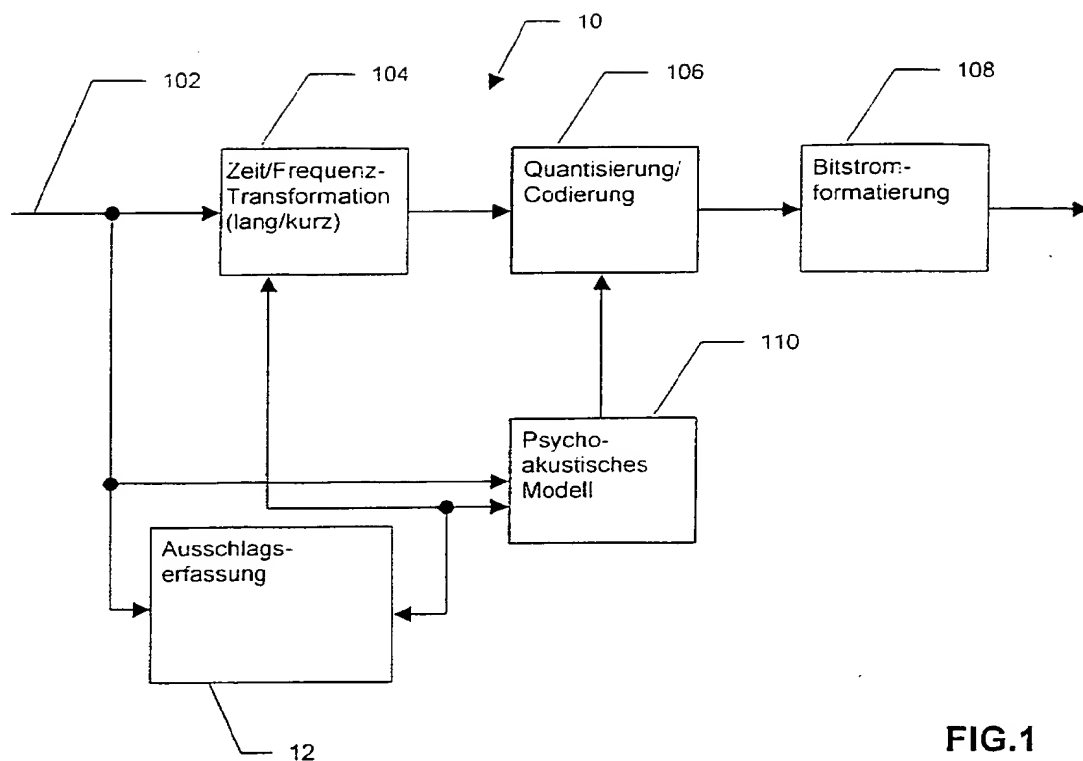 10
102
104
106
108
Zeit/Frequenz-
Transformation
(lang/kurz)
Quantisierung/
Codierung
Bitstrom-
formatierung
110
Psycho-
akustisches
Modell
Ausschlags-
erfassung
12
FIG.1